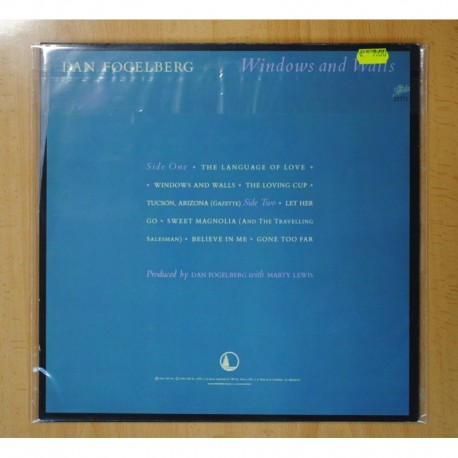 DAN FOGELBERG Windows and Walls
Epic
Side One • THE LANGUAGE OF LOVE •
• WINDOWS AND WALLS • THE LOVING CUP •
TUCSON, ARIZONA (GAZETTE) Side Two • LET HER
GO • SWEET MAGNOLIA (AND THE TRAVELLING
SALESMAN) • BELIEVE IN ME • GONE TOO FAR
Produced by DAN FOGELBERG with MARTY LEWIS